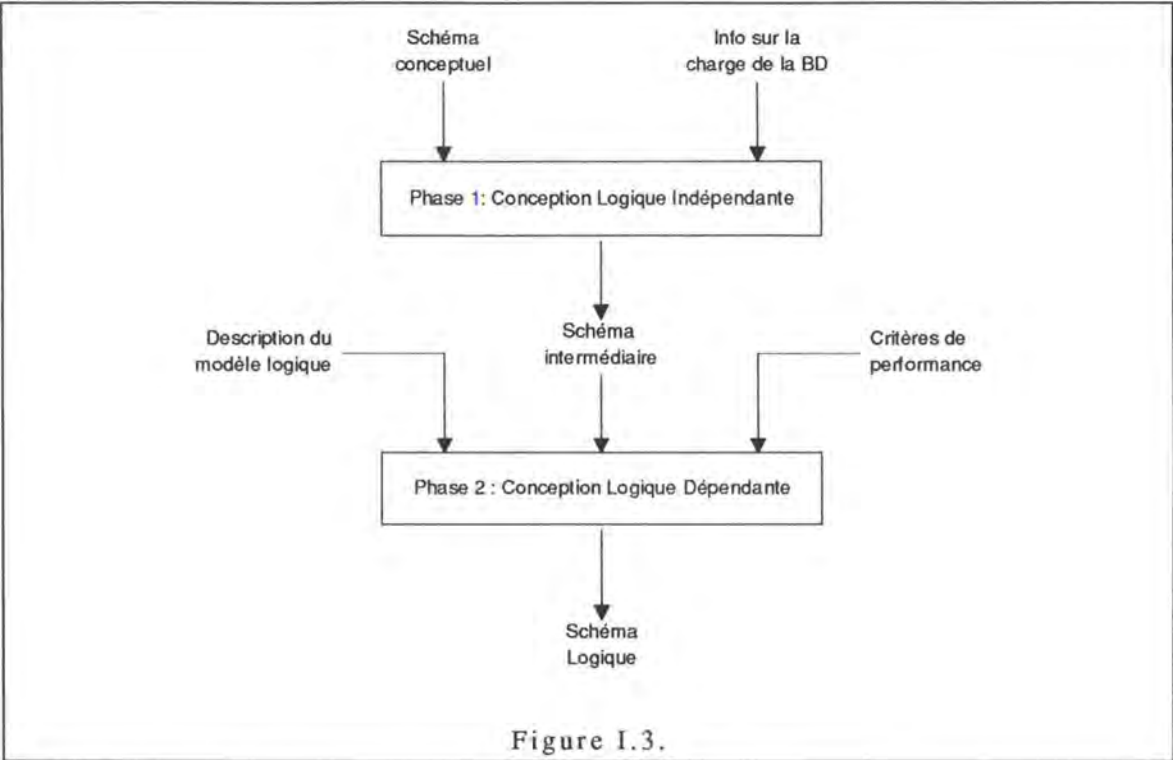 Schéma
conceptuel
Info sur la
charge de la BD
Phase 1: Conception Logique Indépendante
Description du
modèle logique
Schéma
intermédiaire
Critères de
performance
Phase 2 : Conception Logique Dépendante
Schéma
Logique
Figure I.3.